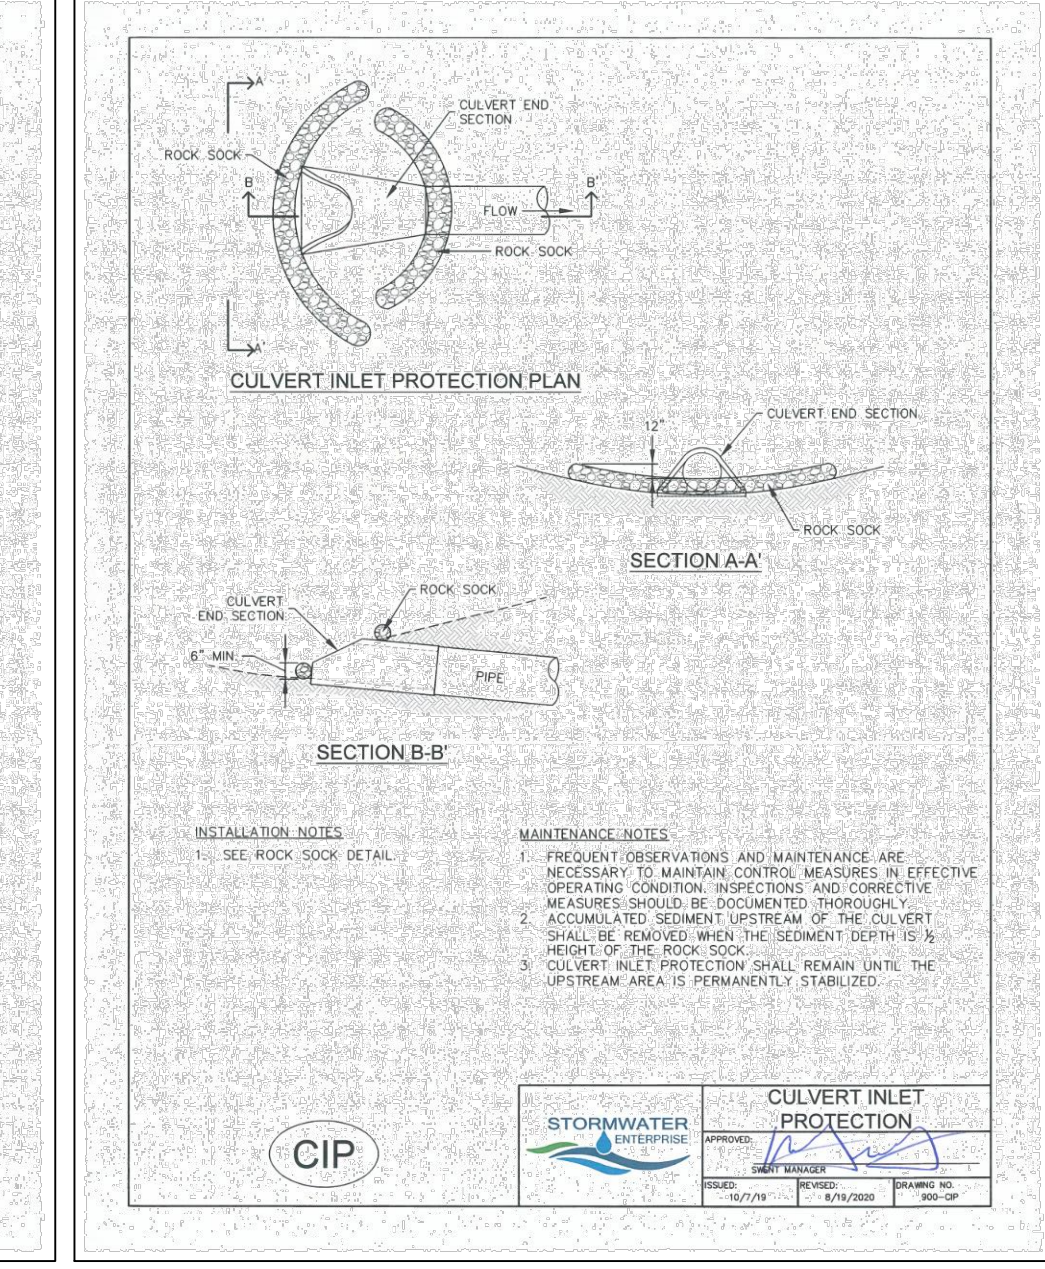 A
CULVERT END
SECTION
ROCK SOCK
B
B'
FLOW
ROCK SOCK
A'
CULVERT INLET PROTECTION PLAN
12"
CULVERT END SECTION
ROCK SOCK
SECTION A-A'
ROCK SOCK
CULVERT
END SECTION
6" MIN.
PIPE
SECTION B-B'
INSTALLATION NOTES
1. SEE ROCK SOCK DETAIL.
MAINTENANCE NOTES
1. FREQUENT OBSERVATIONS AND MAINTENANCE ARE
NECESSARY TO MAINTAIN CONTROL MEASURES IN EFFECTIVE
OPERATING CONDITION. INSPECTIONS AND CORRECTIVE
MEASURES SHOULD BE DOCUMENTED THOROUGHLY.
2. ACCUMULATED SEDIMENT UPSTREAM OF THE CULVERT
SHALL BE REMOVED WHEN THE SEDIMENT DEPTH IS ½
HEIGHT OF THE ROCK SOCK.
3. CULVERT INLET PROTECTION SHALL REMAIN UNTIL THE
UPSTREAM AREA IS PERMANENTLY STABILIZED.
CIP
STORMWATER
ENTERPRISE
CULVERT INLET
PROTECTION
APPROVED:
SWENT MANAGER
ISSUED:
10/7/19
REVISED:
8/19/2020
DRAWING NO.
900-CIP